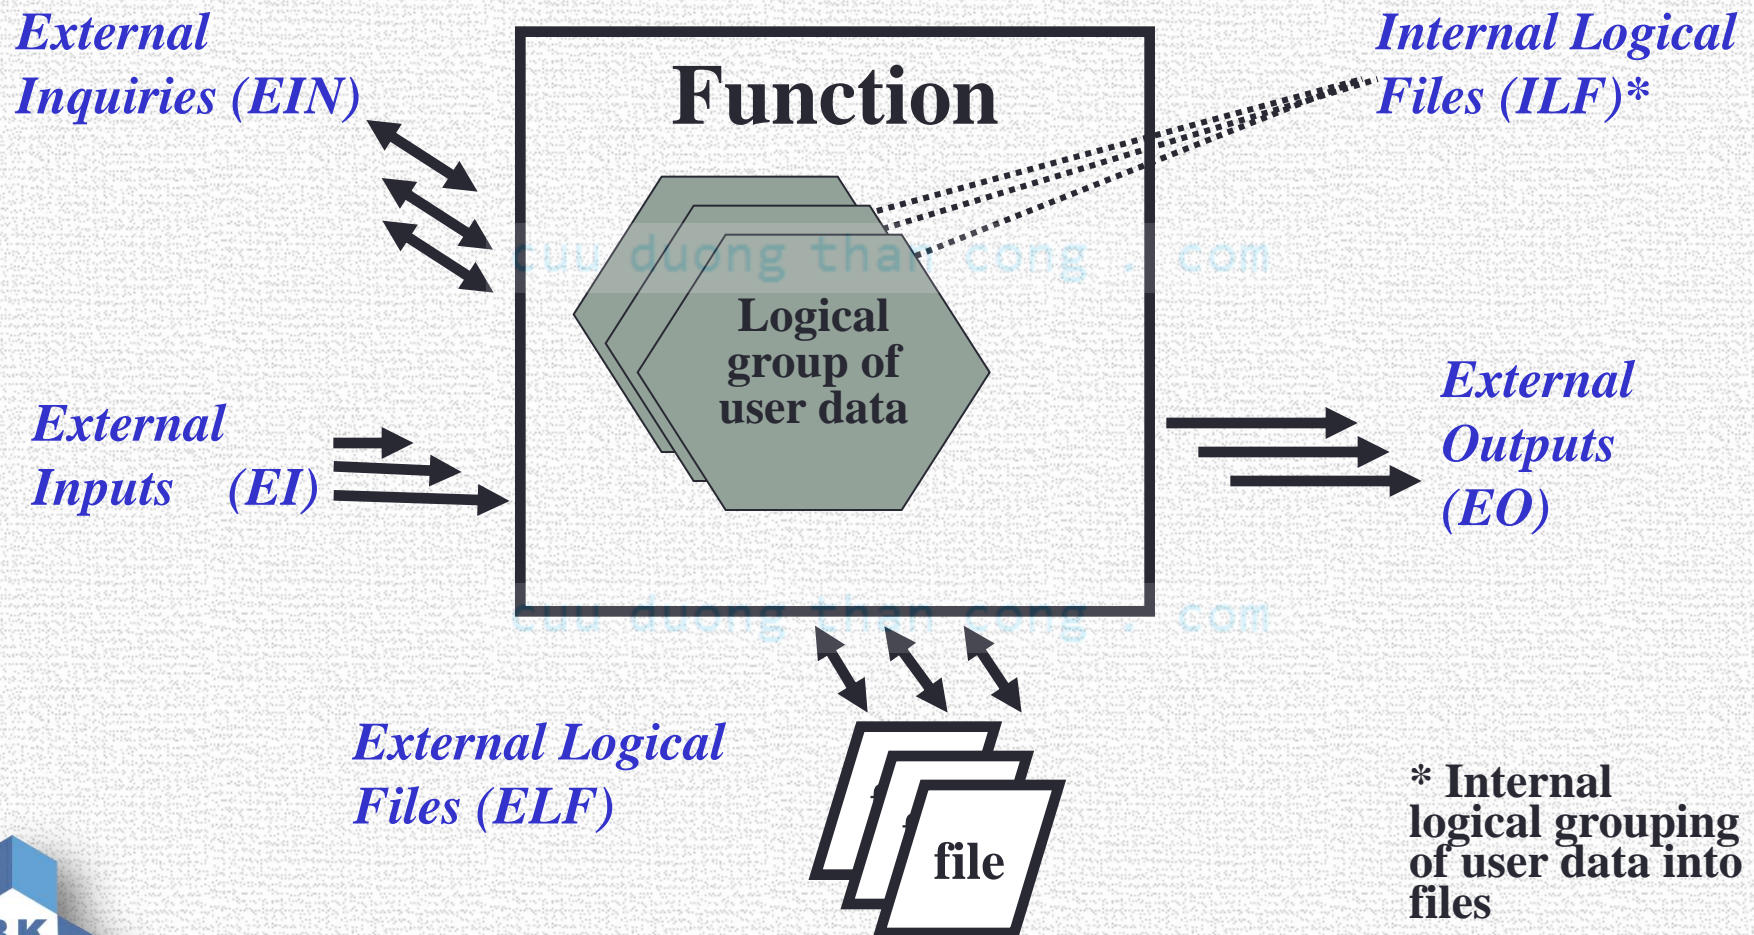 External
Inquiries (EIN)
Function
Internal Logical
Files (ILF)*
cuu duong than cong . com
Logical
group of
user data
External
Inputs (EI)
External
Outputs
(EO)
cuu duong than cong . com
External Logical
Files (ELF)
file
* Internal
logical grouping
of user data into
files